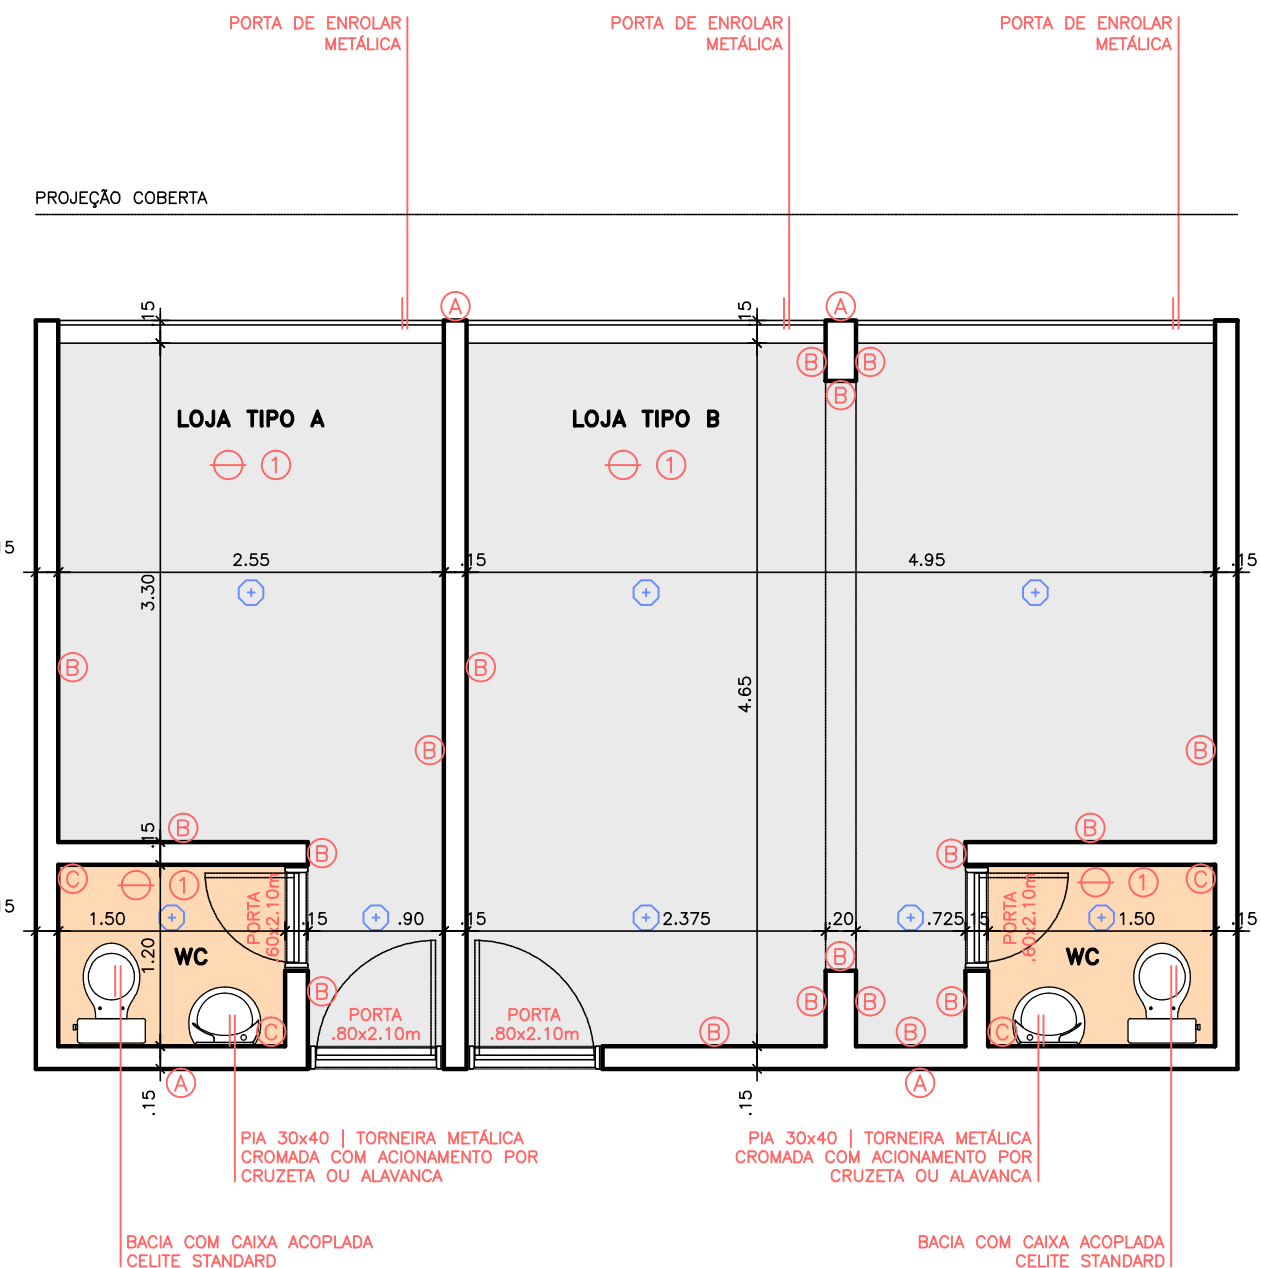 PORTA DE ENROLAR
METÁLICA
PORTA DE ENROLAR
METÁLICA
PORTA DE ENROLAR
METÁLICA
PROJEÇÃO COBERTA
.15
A
.15
A
B
B
B
LOJA TIPO A
LOJA TIPO B
1
1
15
2.55
.15
4.95
.15
3.30
B
B
4.65
B
B
.15
B
B
B
B
C
1
PORTA
.60x2.10m
PORTA
.60x2.10m
1
C
15
1.50
.15
.90
.15
2.375
.20
.725
.15
1.50
.15
1.20
WC
B
WC
B
B
B
B
C
PORTA
.80x2.10m
PORTA
.80x2.10m
B
B
C
.15
A
.15
A
PIA 30x40 | TORNEIRA METÁLICA
CROMADA COM ACIONAMENTO POR
CRUZETA OU ALAVANCA
PIA 30x40 | TORNEIRA METÁLICA
CROMADA COM ACIONAMENTO POR
CRUZETA OU ALAVANCA
BACIA COM CAIXA ACOPLADA
CELITE STANDARD
BACIA COM CAIXA ACOPLADA
CELITE STANDARD